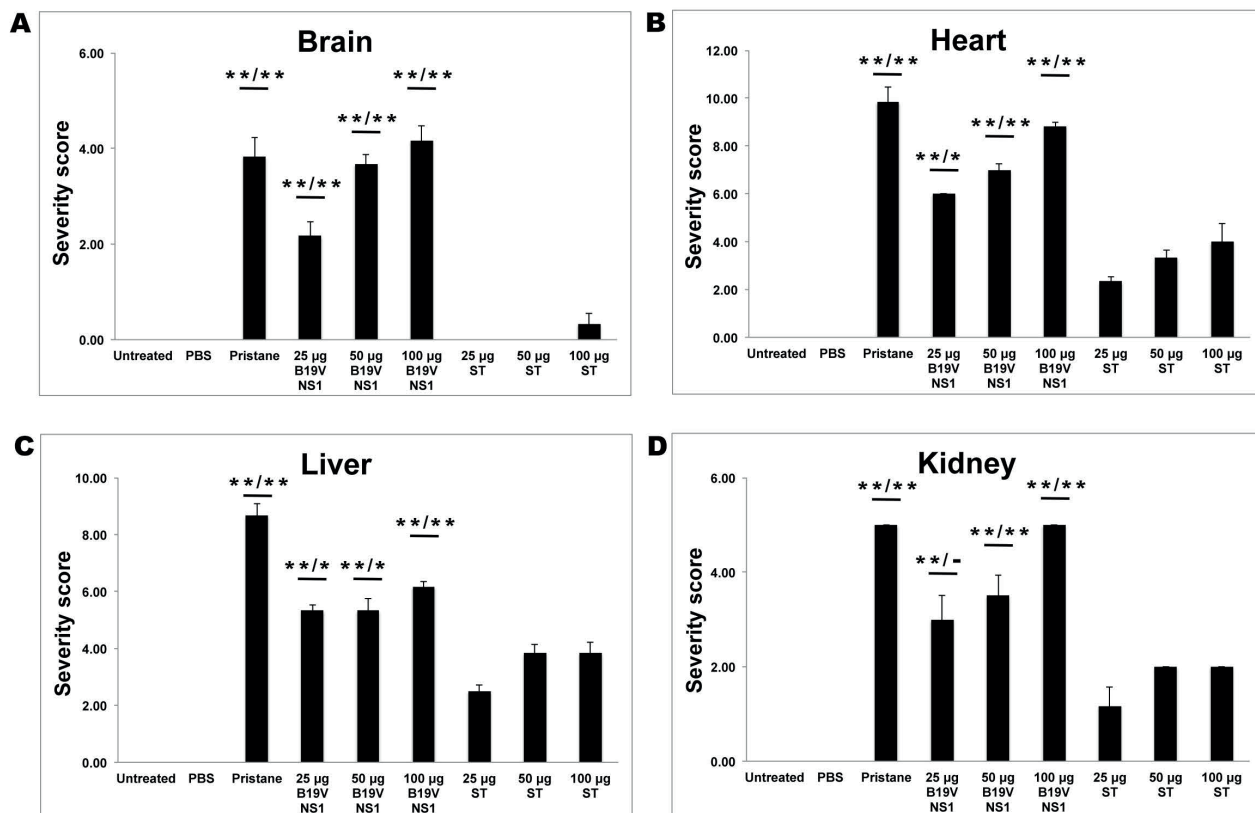 A
Brain
Severity score
6.00
4.00
2.00
0.00
**/**
**/**
**/**
**/**
Untreated PBS Pristane 25 µg 50 µg 100 µg 25 µg 50 µg 100 µg
B19V B19V B19V ST ST ST
NS1 NS1 NS1
B
Heart
Severity score
12.00
10.00
8.00
6.00
4.00
2.00
0.00
**/**
**/*
**/**
**/**
Untreated PBS Pristane 25 µg 50 µg 100 µg 25 µg 50 µg 100 µg
B19V B19V B19V ST ST ST
NS1 NS1 NS1
C
Liver
Severity score
10.00
8.00
6.00
4.00
2.00
0.00
**/**
**/*
**/*
**/**
Untreated PBS Pristane 25 µg 50 µg 100 µg 25 µg 50 µg 100 µg
B19V B19V B19V ST ST ST
NS1 NS1 NS1
D
Kidney
Severity score
6.00
4.00
2.00
0.00
**/**
**/-
**/**
**/**
Untreated PBS Pristane 25 µg 50 µg 100 µg 25 µg 50 µg 100 µg
B19V B19V B19V ST ST ST
NS1 NS1 NS1